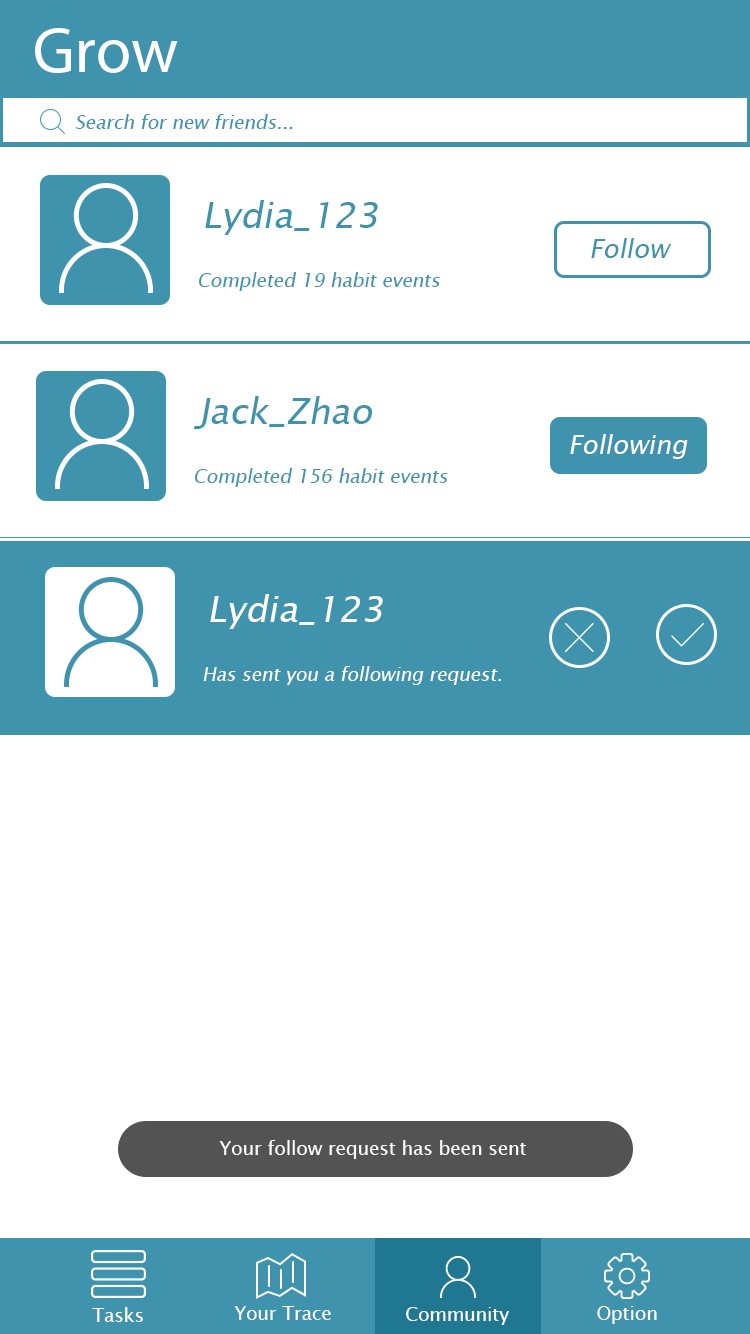 Grow
Search for new friends...
Lydia_123
Follow
Completed 19 habit events
Jack_Zhao
Following
Completed 156 habit events
Lydia_123
Has sent you a following request.
Your follow request has been sent
Tasks
Your Trace
Community
Option